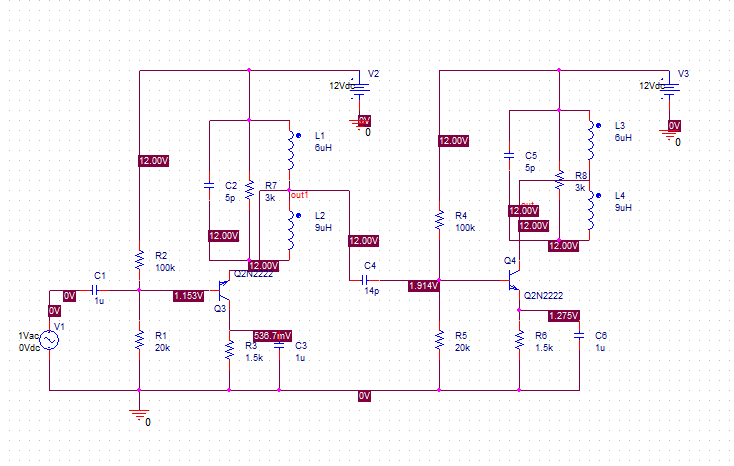 V2
12Vdc
0V
0
V3
12Vdc
0V
0
L1
6uH
L3
6uH
12.00V
12.00V
C2
5p
R7
3k
out1
L2
9uH
C5
5p
R8
3k
L4
9uH
out
12.00V
12.00V
12.00V
12.00V
12.00V
12.00V
R4
100k
R2
100k
C1
1u
0V
0V
1.153V
Q2N2222
Q3
C4
14p
1.914V
Q4
Q2N2222
V1
1Vac
0Vdc
R1
20k
536.7mV
R3
1.5k
C3
1u
R5
20k
1.275V
R6
1.5k
C6
1u
0V
0